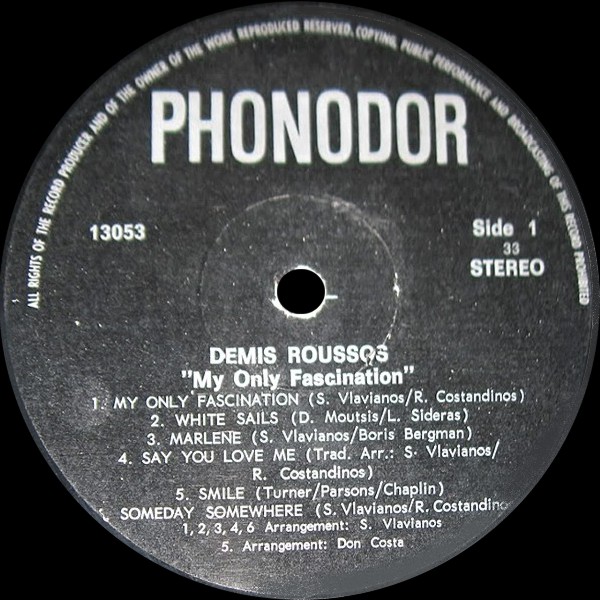 ALL RIGHTS OF THE RECORD PRODUCER AND OF THE OWNER OF THE WORK REPRODUCED RESERVED. COPYING, PUBLIC PERFORMANCE AND BROADCASTING OF THIS RECORD PROHIBITED
PHONODOR
13053
Side 1
33
STEREO
DEMIS ROUSSOS
"My Only Fascination"
1. MY ONLY FASCINATION (S. Vlavianos/R. Costandinos)
2. WHITE SAILS (D. Moutsis/L. Sideras)
3. MARLENE (S. Vlavianos/Boris Bergman)
4. SAY YOU LOVE ME (Trad. Arr.: S. Vlavianos/
R. Costandinos)
5. SMILE (Turner/Parsons/Chaplin)
SOMEDAY SOMEWHERE (S. Vlavianos/R. Costandino
1, 2, 3, 4, 6 Arrangement: S. Vlavianos
5. Arrangement: Don Costa